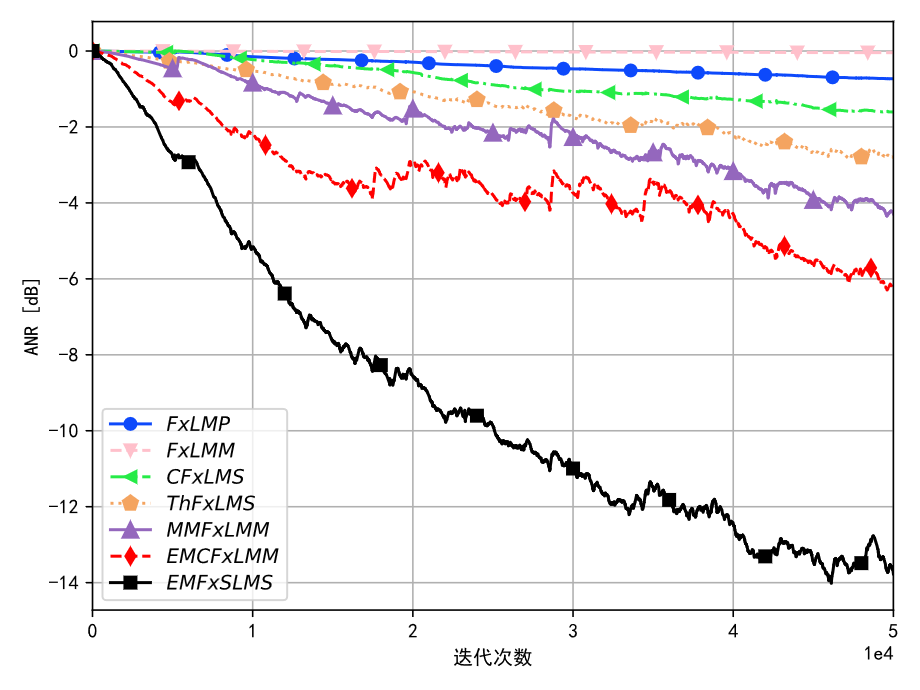 0
−2
−4
−6
−8
−10
−12
−14
ANR [dB]
FxLMP
FxLMM
CFxLMS
ThFxLMS
MMFxLMM
EMCFxLMM
EMFxSLMS
0 1 2 3 4 5
1e4
迭代次数